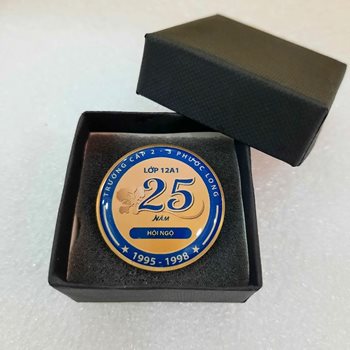 TRƯỜNG CẤP 2 - 3 PHƯỚC LONG
LỚP 12A1
25
NĂM
HỘI NGỘ
1995 - 1998